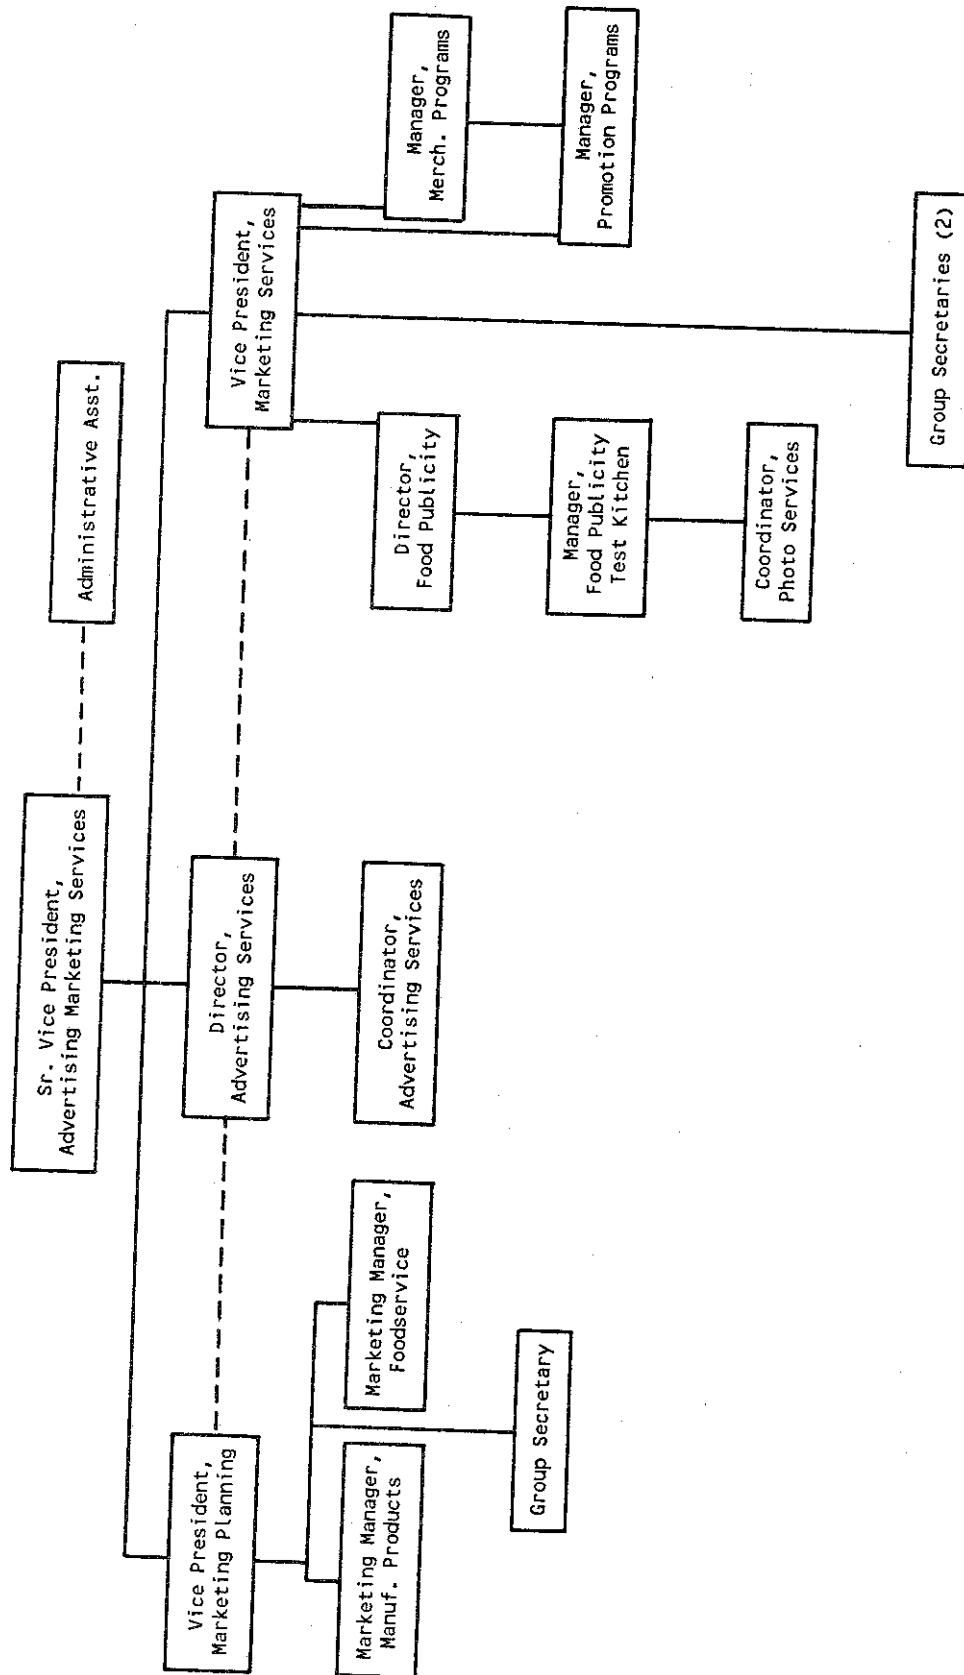 Sr. Vice President,
Advertising Marketing Services
Administrative Asst.
Vice President,
Marketing Planning
Director,
Advertising Services
Vice President,
Marketing Services
Marketing Manager,
Manuf. Products
Marketing Manager,
Foodservice
Group Secretary
Coordinator,
Advertising Services
Director,
Food Publicity
Manager,
Food Publicity
Test Kitchen
Coordinator,
Photo Services
Manager,
Merch. Programs
Manager,
Promotion Programs
Group Secretaries (2)